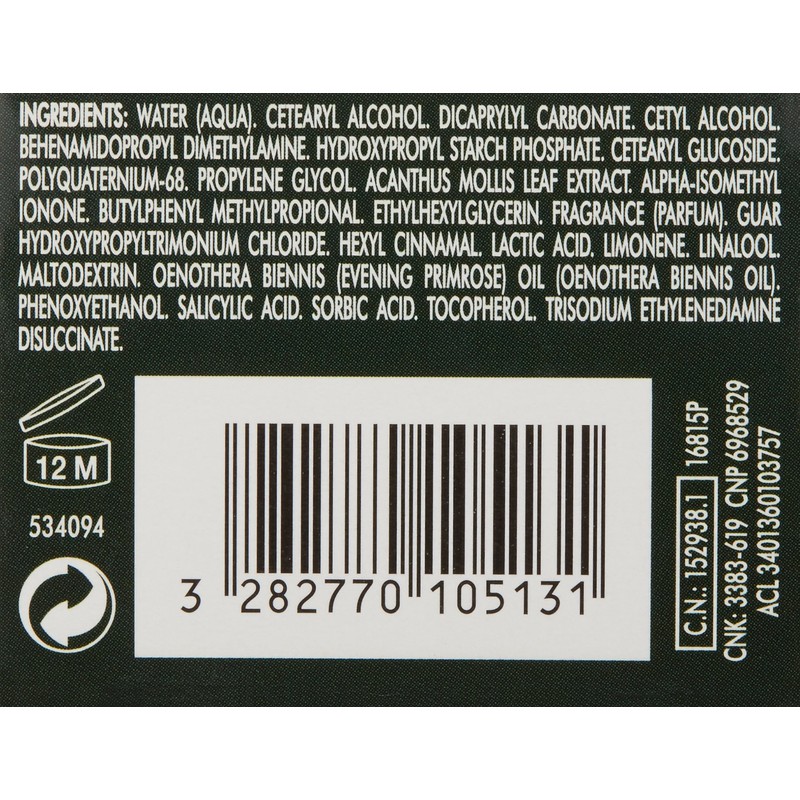 INGREDIENTS: WATER (AQUA). CETEARYL ALCOHOL. DICAPRYLYL CARBONATE. CETYL ALCOHOL.
BEHENAMIDOPROPYL DIMETHYLAMINE. HYDROXYPROPYL STARCH PHOSPHATE. CETEARYL GLUCOSIDE.
POLYQUATERNIUM-68. PROPYLENE GLYCOL. ACANTHUS MOLLIS LEAF EXTRACT. ALPHA-ISOMETHYL
IONONE. BUTYLPHENYL METHYLPROPIONAL. ETHYLHEXYLGLYCERIN. FRAGRANCE (PARFUM). GUAR
HYDROXYPROPYLTRIMONIUM CHLORIDE. HEXYL CINNAMAL. LACTIC ACID. LIMONENE. LINALOOL.
MALTODEXTRIN. OENOTHERA BIENNIS (EVENING PRIMROSE) OIL (OENOTHERA BIENNIS OIL).
PHENOXYETHANOL. SALICYLIC ACID. SORBIC ACID. TOCOPHEROL. TRISODIUM ETHYLENEDIAMINE
DISUCCINATE.
12 M
534094
3 282770 105131
C.N.: 152938.1 16815P
CNK: 3383-619 CNP 6968529
ACL 3401360103757